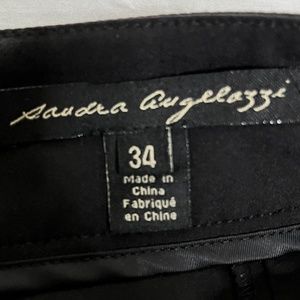 Sandra Angelozzi
34
Made in
China
Fabriqué
en Chine